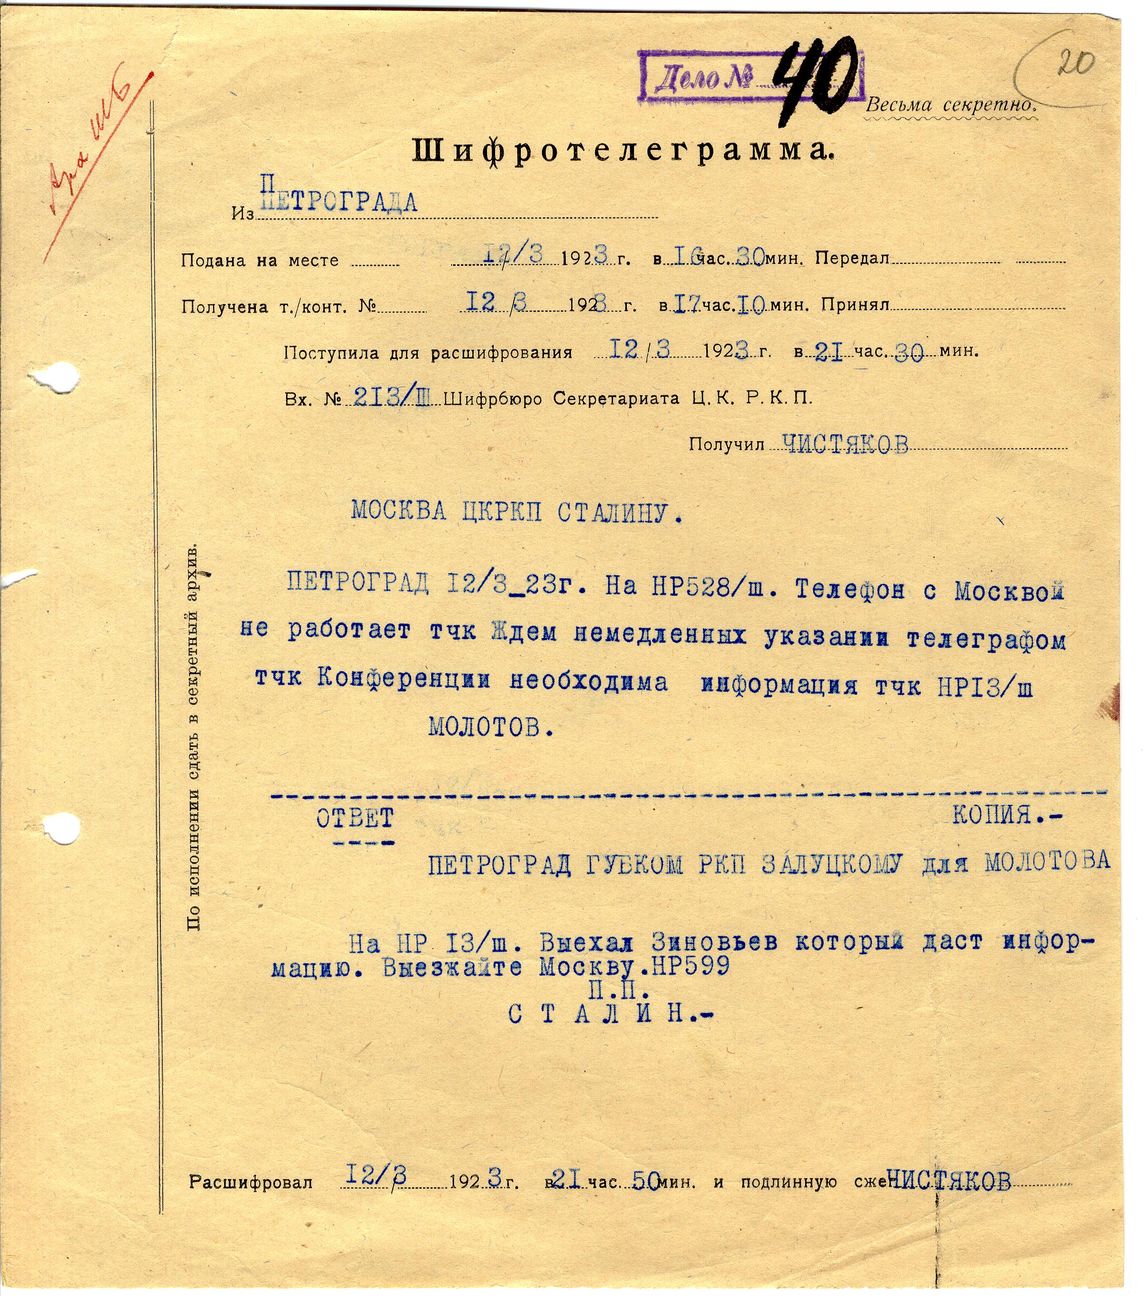 20
Дело № 40
Весьма секретно.
Шифротелеграмма.
Из ПЕТРОГРАДА
Подана на месте 12/3 1923 г. в 16 час. 30 мин. Передал
Получена т./конт. № 12/3 1923 г. в 17 час. 10 мин. Принял
Поступила для расшифрования 12/3 1923 г. в 21 час. 30 мин.
Вх. № 213/Ш Шифрбюро Секретариата Ц. К. Р. К. П.
Получил ЧИСТЯКОВ
МОСКВА ЦКРКП СТАЛИНУ.
ПЕТРОГРАД 12/3_23г. На НР528/ш. Телефон с Москвой
не работает тчк Ждем немедленных указании телеграфом
тчк Конференции необходима информация тчк НР13/ш
МОЛОТОВ.
ОТВЕТ КОПИЯ.-
ПЕТРОГРАД ГУБКОМ РКП ЗАЛУЦКОМУ для МОЛОТОВА
На НР 13/ш. Выехал Зиновьев который даст инфор-
мацию. Выезжайте Москву.НР599
П.П.
С Т А Л И Н.-
Расшифровал 12/3 1923 г. в 21 час. 50 мин. и подлинную сже ЧИСТЯКОВ
По исполнении сдать в секретный архив.